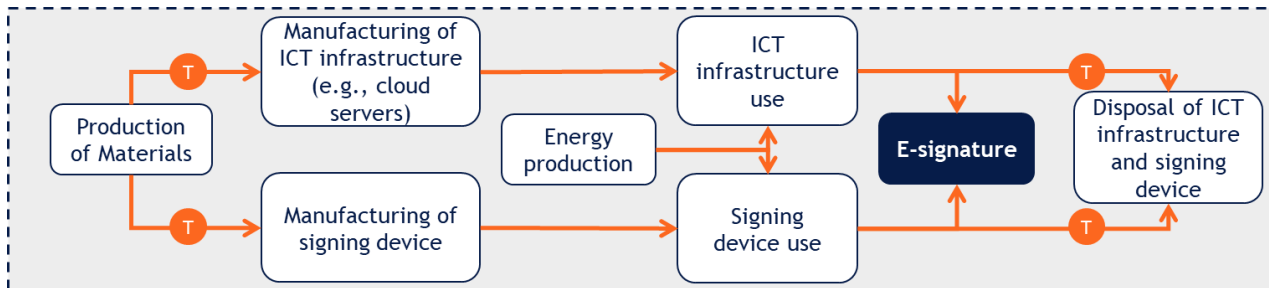 Production
of Materials
T
T
Manufacturing of
ICT infrastructure
(e.g., cloud
servers)
Manufacturing of
signing device
Energy
production
ICT
infrastructure
use
Signing
device use
E-signature
T
T
Disposal of ICT
infrastructure
and signing
device